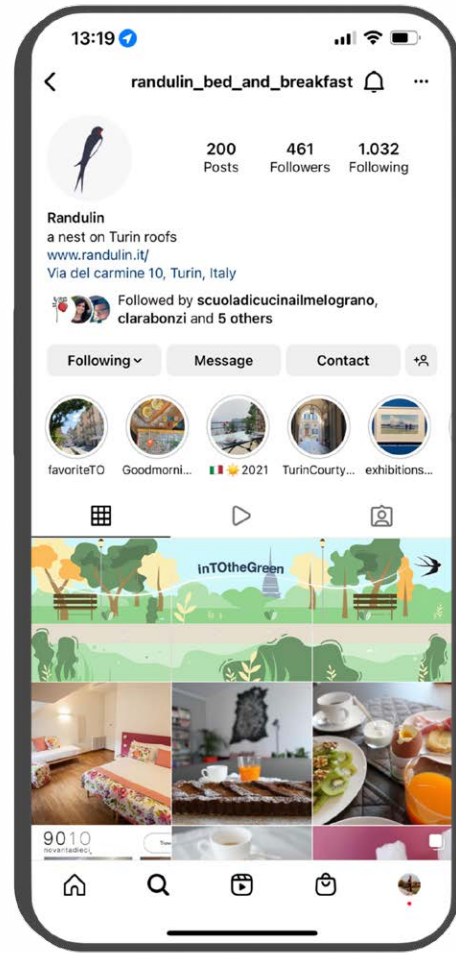 13:19
randulin_bed_and_breakfast
200 461 1.032
Posts Followers Following
Randulin
a nest on Turin roofs
www.randulin.it/
Via del carmine 10, Turin, Italy
Followed by scuoladicucinailmelograno,
clarabonzi and 5 others
Following Message Contact
favoriteTO Goodmorni... 🇮🇹☀️2021 TurinCourty... exhibitions...
inTOtheGreen
9010
novantadieci,